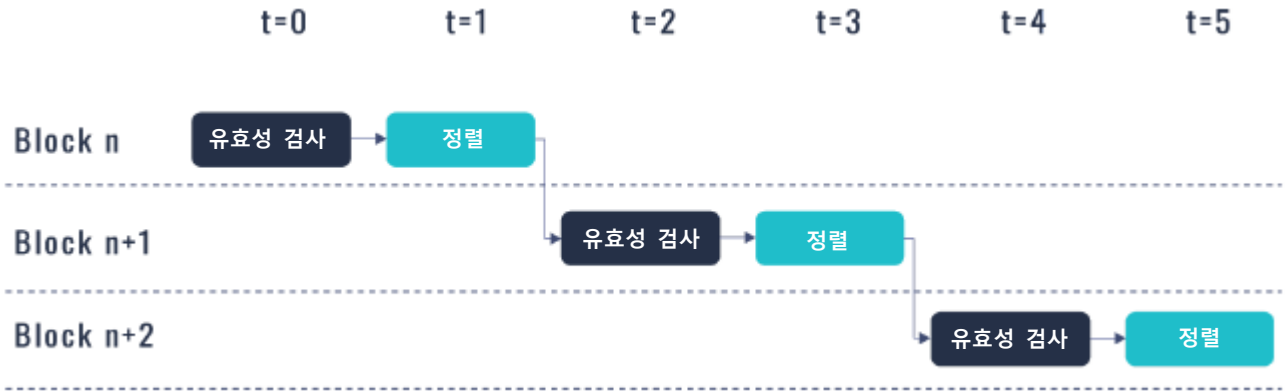 t=0 t=1 t=2 t=3 t=4 t=5
Block n 유효성 검사 정렬
Block n+1 유효성 검사 정렬
Block n+2 유효성 검사 정렬